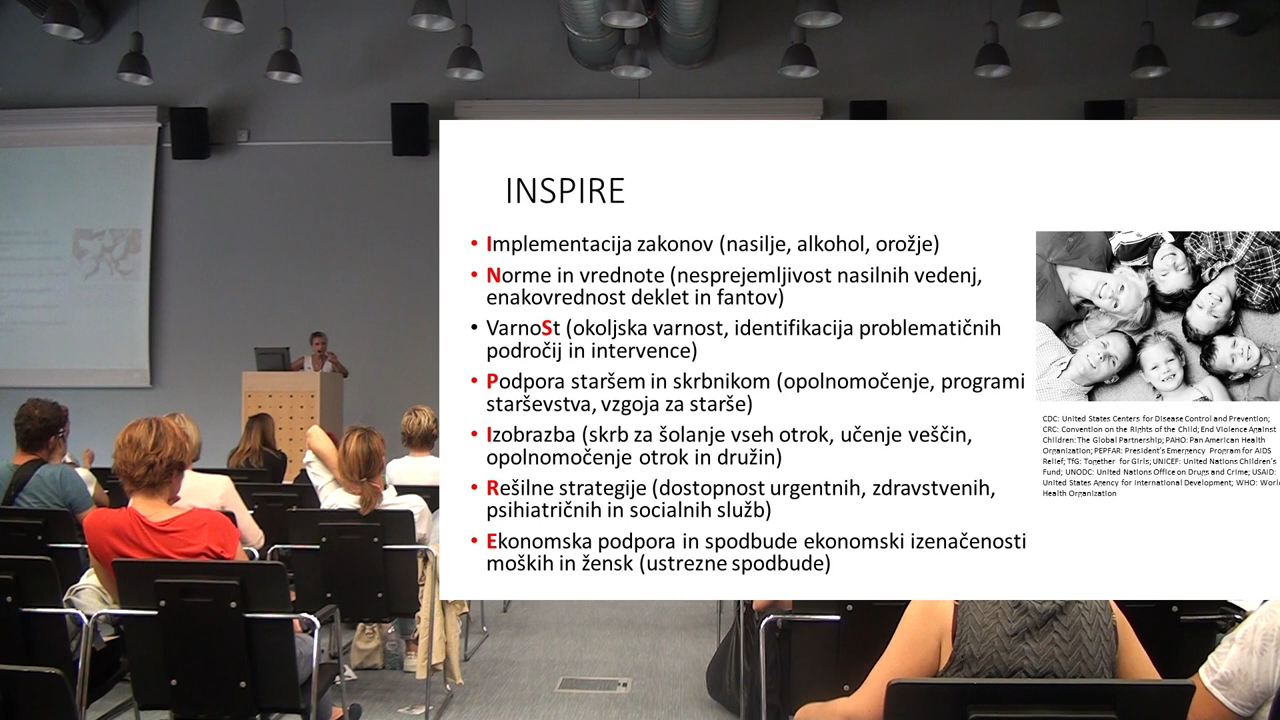 INSPIRE
• Implementacija zakonov (nasilje, alkohol, orožje)
• Norme in vrednote (nesprejemljivost nasilnih vedenj,
enakovrednost deklet in fantov)
• VarnoSt (okoljska varnost, identifikacija problematičnih
področij in intervence)
• Podpora staršem in skrbnikom (opolnomočenje, programi
starševstva, vzgoja za starše)
• Izobrazba (skrb za šolanje vseh otrok, učenje veščin,
opolnomočenje otrok in družin)
• Rešilne strategije (dostopnost urgentnih, zdravstvenih,
psihiatričnih in socialnih služb)
• Ekonomska podpora in spodbude ekonomski izenačenosti
moških in žensk (ustrezne spodbude)
CDC: United States Centers for Disease Control and Prevention;
CRC: Convention on the Rights of the Child; End Violence Against
Children: The Global Partnership; PAHO: Pan American Health
Organization; PEPFAR: President's Emergency Program for AIDS
Relief; TfG: Together for Girls; UNICEF: United Nations Children's
Fund; UNODC: United Nations Office on Drugs and Crime; USAID:
United States Agency for International Development; WHO: Worl
Health Organization